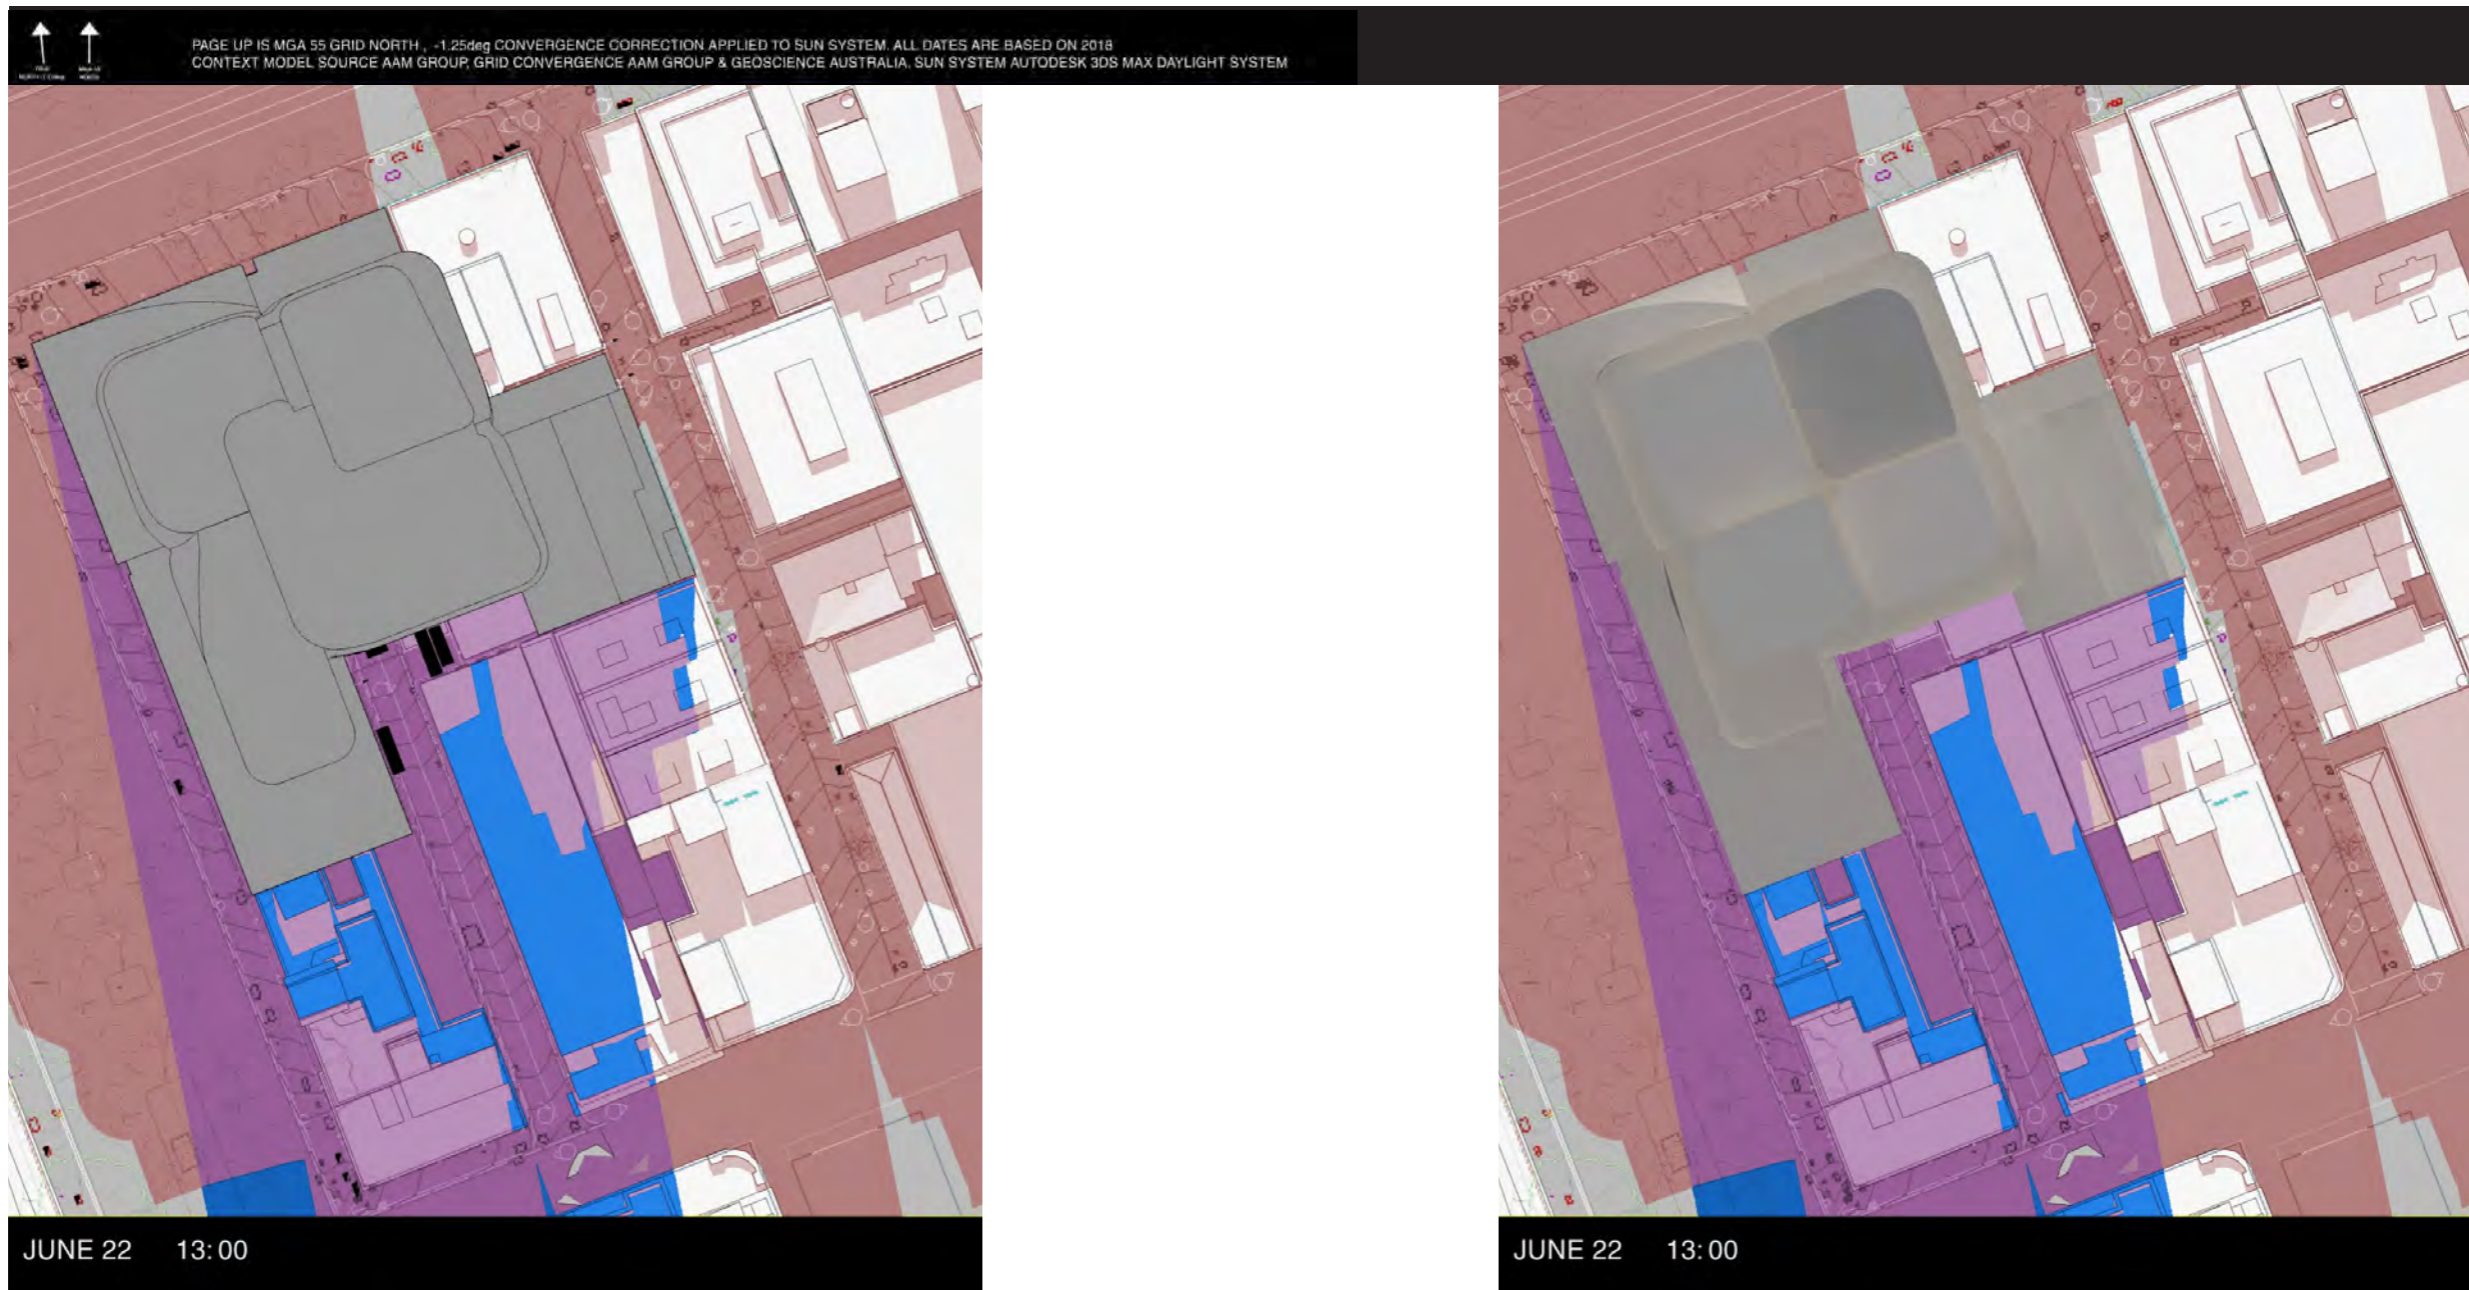 PAGE UP IS MGA 55 GRID NORTH , -1.25deg CONVERGENCE CORRECTION APPLIED TO SUN SYSTEM. ALL DATES ARE BASED ON 2018
CONTEXT MODEL SOURCE AAM GROUP, GRID CONVERGENCE AAM GROUP & GEOSCIENCE AUSTRALIA. SUN SYSTEM AUTODESK 3DS MAX DAYLIGHT SYSTEM
JUNE 22 13:00
JUNE 22 13:00